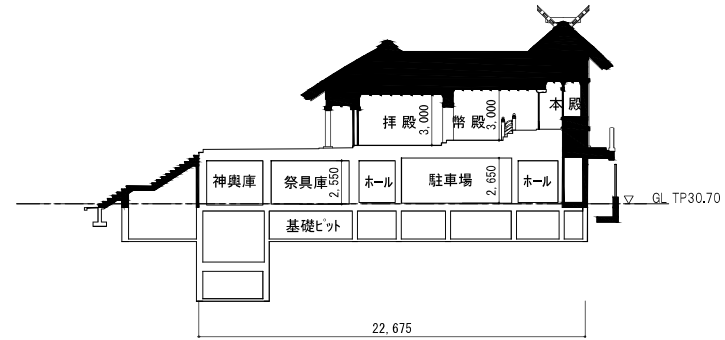 本殿
拝殿
3,000
幣殿
3,000
神輿庫
祭具庫
2,550
ホール
駐車場
2,650
ホール
GL TP30.70
基礎ピット
22,675